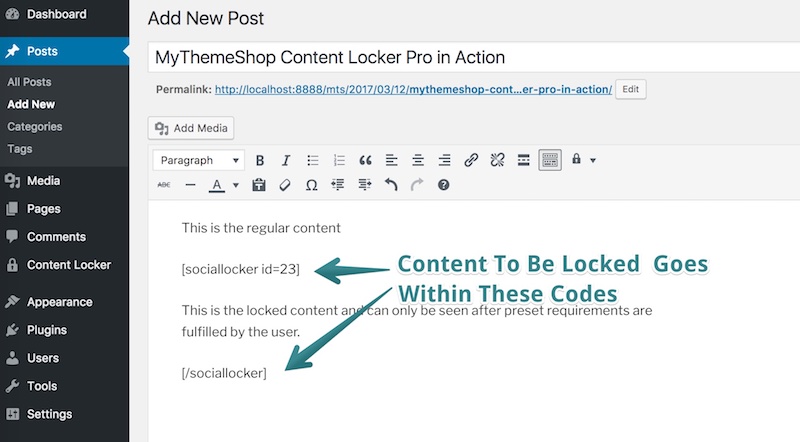 Dashboard
Posts
All Posts
Add New
Categories
Tags
Media
Pages
Comments
Content Locker
Appearance
Plugins
Users
Tools
Settings
Add New Post
MyThemeShop Content Locker Pro in Action
Permalink: http://localhost:8888/mts/2017/03/12/mythemeshop-cont…er-pro-in-action/ Edit
Add Media
Paragraph B I
ABC A
This is the regular content
[sociallocker id=23]
Content To Be Locked Goes
Within These Codes
This is the locked content and can only be seen after preset requirements are
fulfilled by the user.
[/sociallocker]